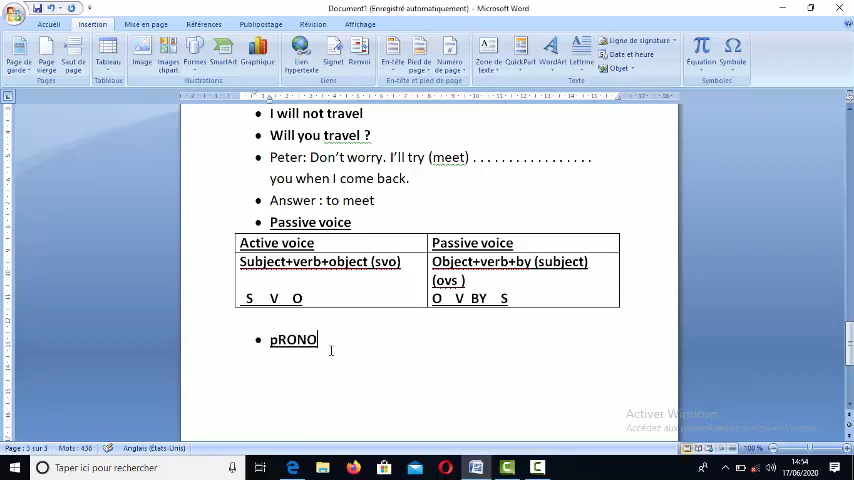 Document1 (Enregistré automatiquement) - Microsoft Word
Accueil Insertion Mise en page Références Publipostage Révision Affichage
Page de garde Page vierge Saut de page Tableau Image Images clipart Formes SmartArt Graphique Lien hypertexte Signet Renvoi En-tête Pied de page Numéro de page Zone de texte QuickPart WordArt Lettrine Ligne de signature Date et heure Objet Équation Symbole
Pages Tableaux Illustrations Liens En-tête et pied de page Texte Symboles
• I will not travel
• Will you travel ?
• Peter: Don't worry. I'll try (meet) . . . . . . . . . . . . . . . . .
you when I come back.
• Answer : to meet
• Passive voice
Active voice Passive voice
Subject+verb+object (svo) Object+verb+by (subject)
(ovs )
S V O O V BY S
• pRONO
Activer Windows
Accédez aux paramètres de l'ordinateur
Page : 3 sur 3 Mots : 438 Anglais (États-Unis) 100 %
Taper ici pour rechercher
14:54
17/06/2020